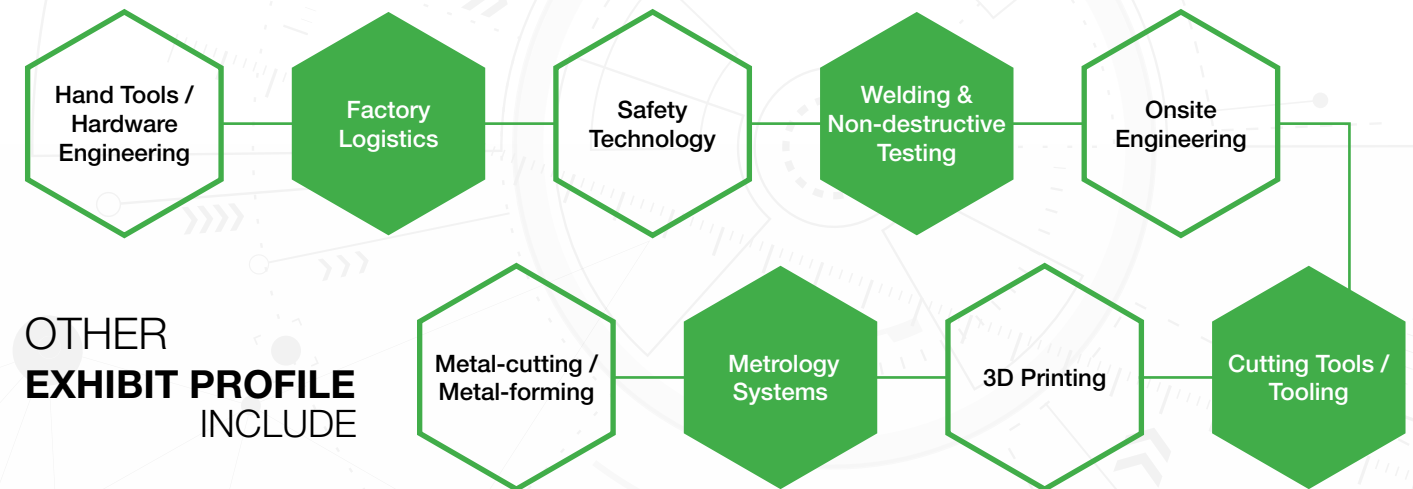 Hand Tools /
Hardware
Engineering
Factory
Logistics
Safety
Technology
Welding &
Non-destructive
Testing
Onsite
Engineering
OTHER
EXHIBIT PROFILE
INCLUDE
Metal-cutting /
Metal-forming
Metrology
Systems
3D Printing
Cutting Tools /
Tooling